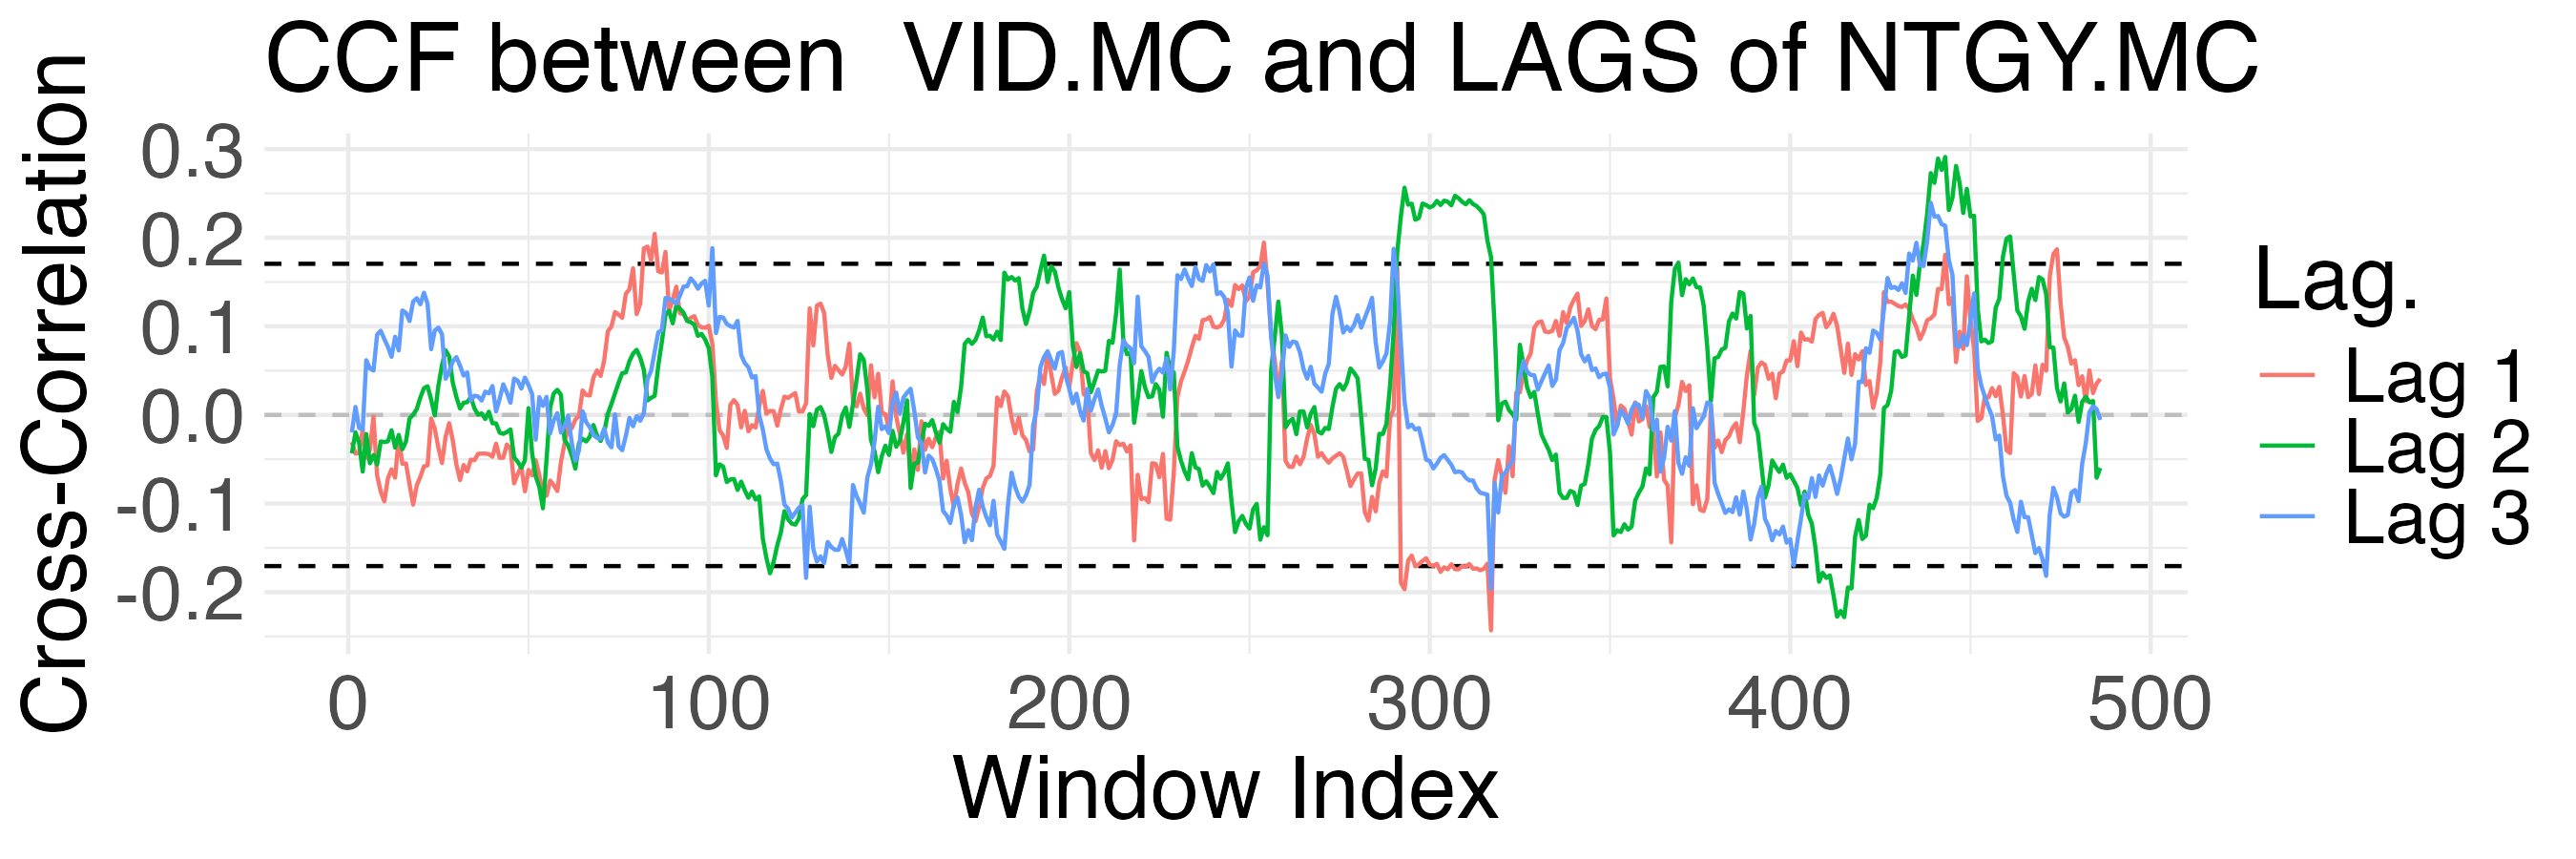 CCF between  VID.MC and LAGS of NTGY.MC
Cross-Correlation
0.3
0.2
0.1
0.0
-0.1
-0.2
0 100 200 300 400 500
Window Index
Lag.
Lag 1
Lag 2
Lag 3